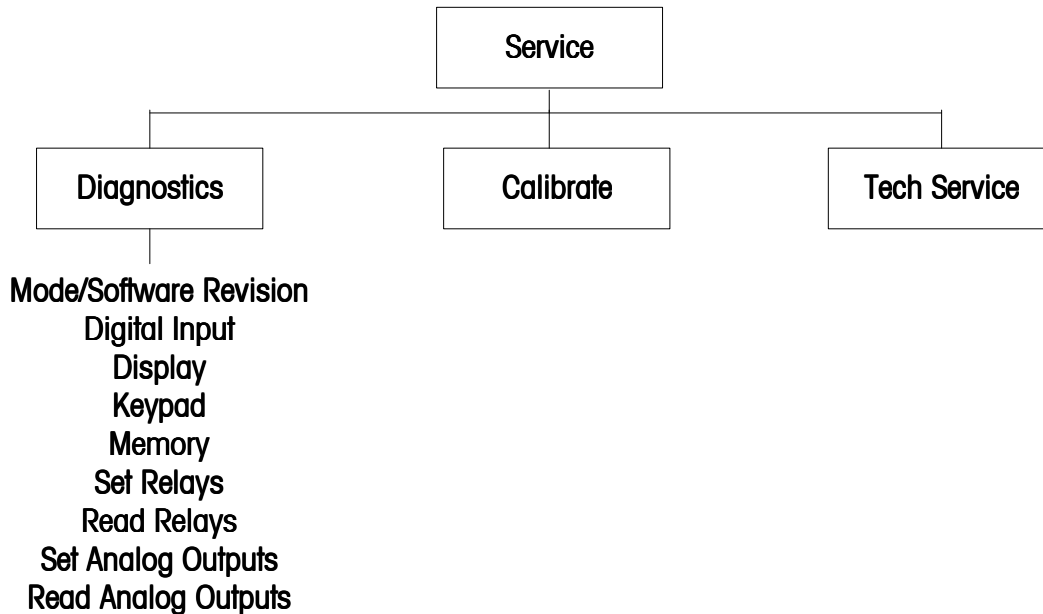 Service
Diagnostics
Calibrate
Tech Service
Mode/Software Revision
Digital Input
Display
Keypad
Memory
Set Relays
Read Relays
Set Analog Outputs
Read Analog Outputs